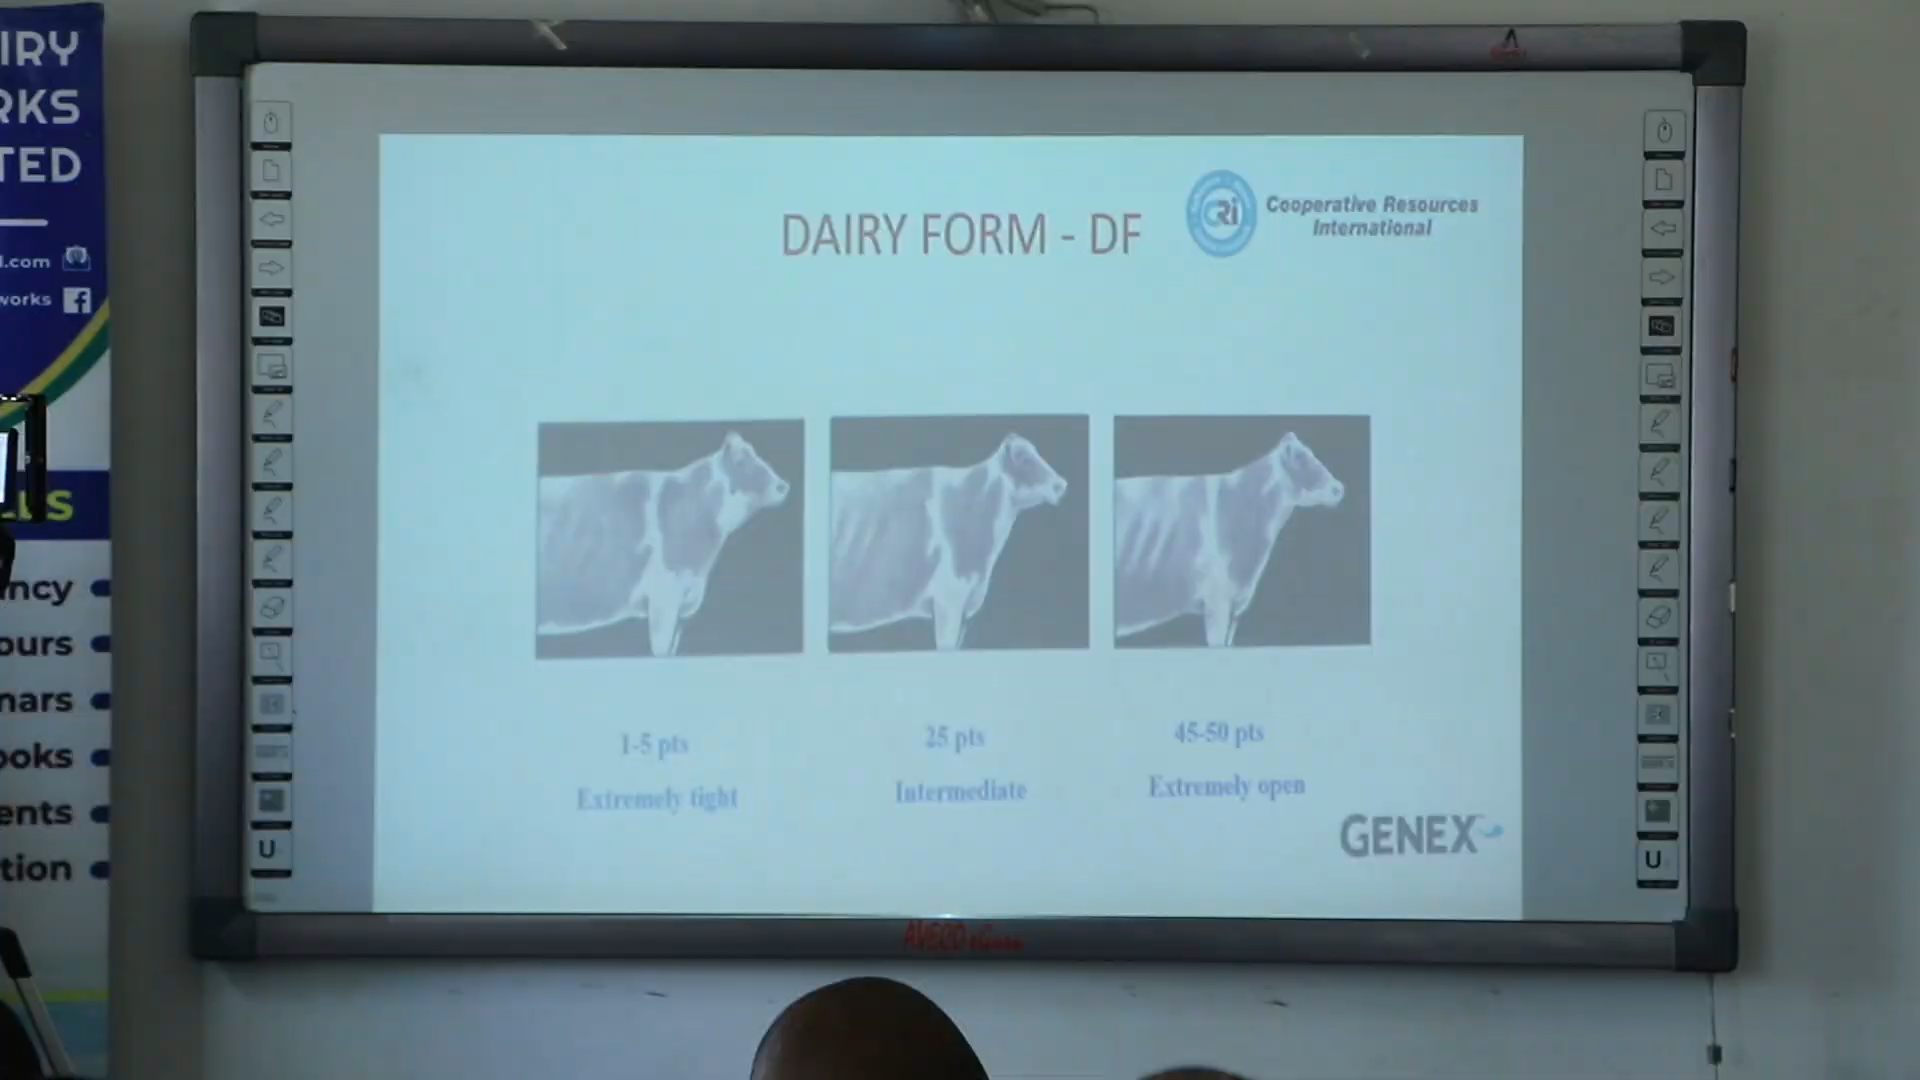 IRY
RKS
TED
l.com
works
ncy
ours
nars
ooks
ents
tion
DAIRY FORM - DF
CRi
Cooperative Resources
International
1-5 pts
Extremely tight
25 pts
Intermediate
45-50 pts
Extremely open
GENEX
U
U